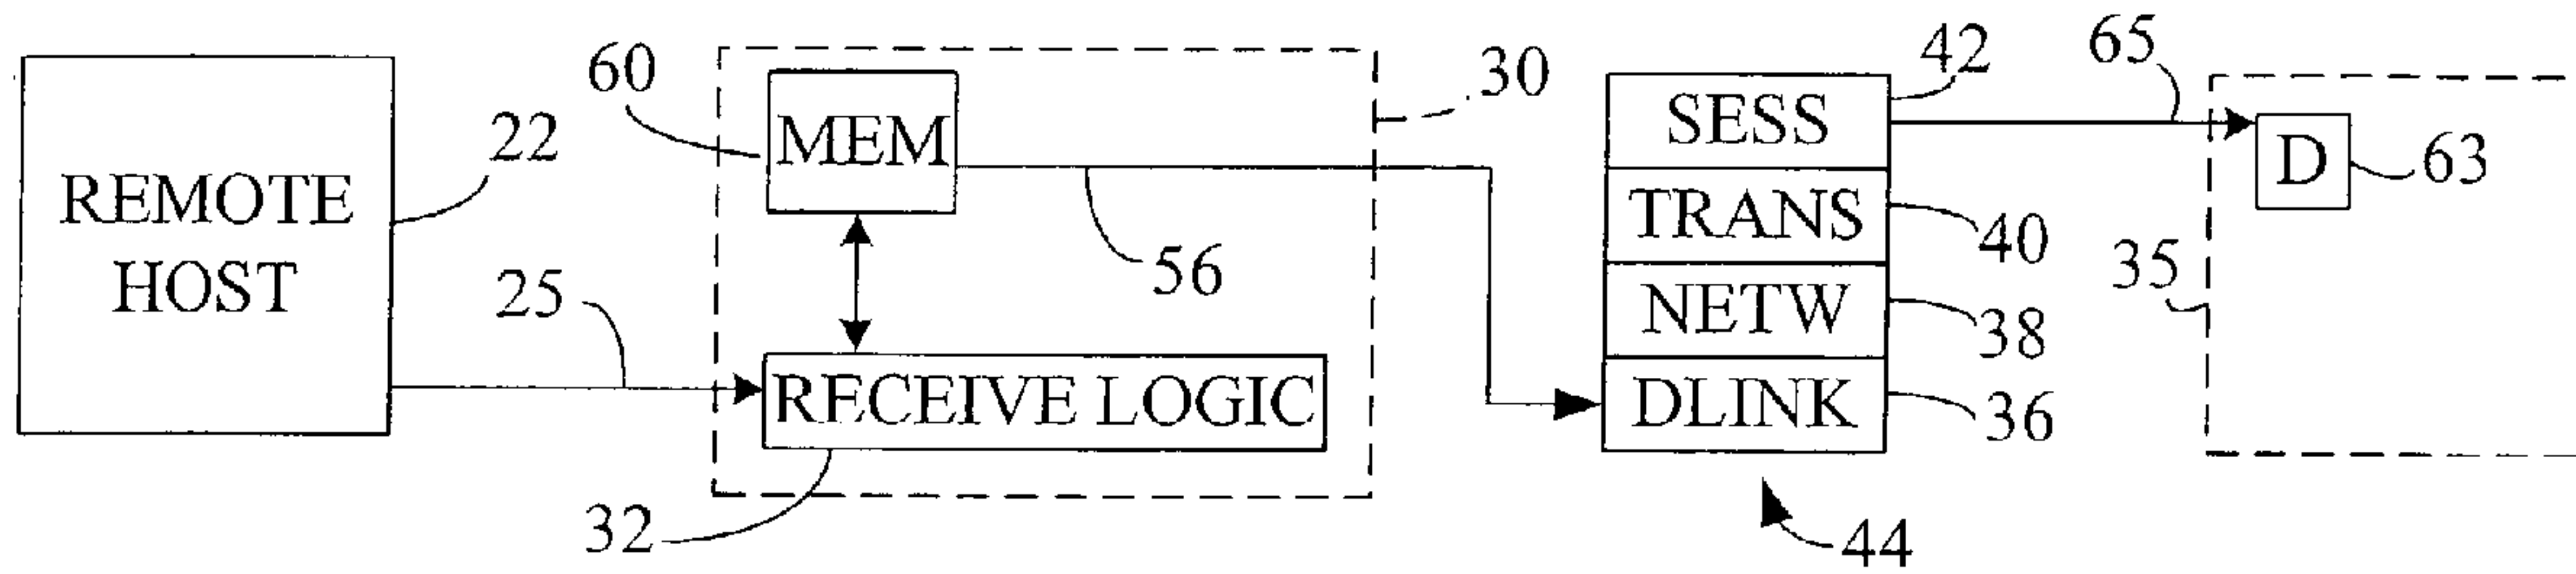 REMOTE
HOST
22
25
60
MEM
30
56
RECEIVE LOGIC
32
SESS
42
TRANS
40
NETW
38
DLINK
36
44
65
D
63
35